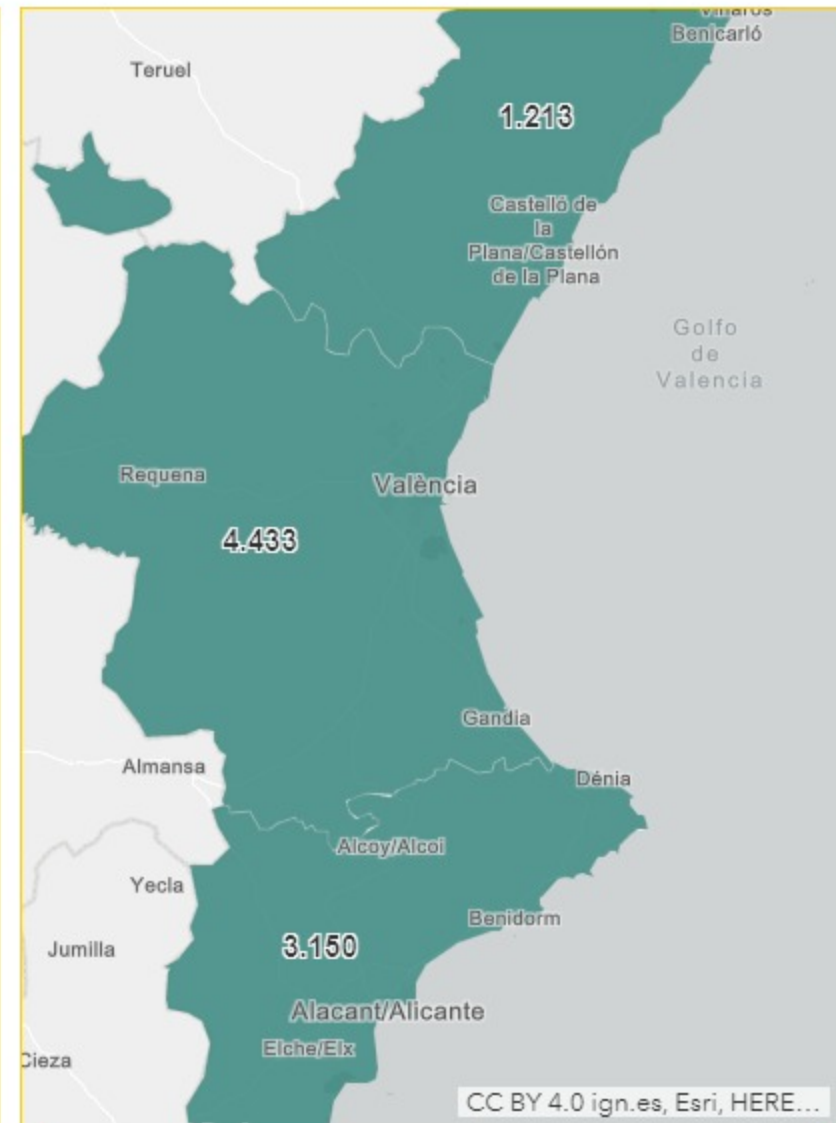 Vinaròs
Benicarló
Teruel
1.213
Castelló de
la
Plana/Castellón
de la Plana
Golfo
de
Valencia
Requena
València
4.433
Gandia
Almansa
Dénia
Alcoy/Alcoi
Yecla
Benidorm
Jumilla
3.150
Alacant/Alicante
Elche/Elx
Cieza
CC BY 4.0 ign.es, Esri, HERE...